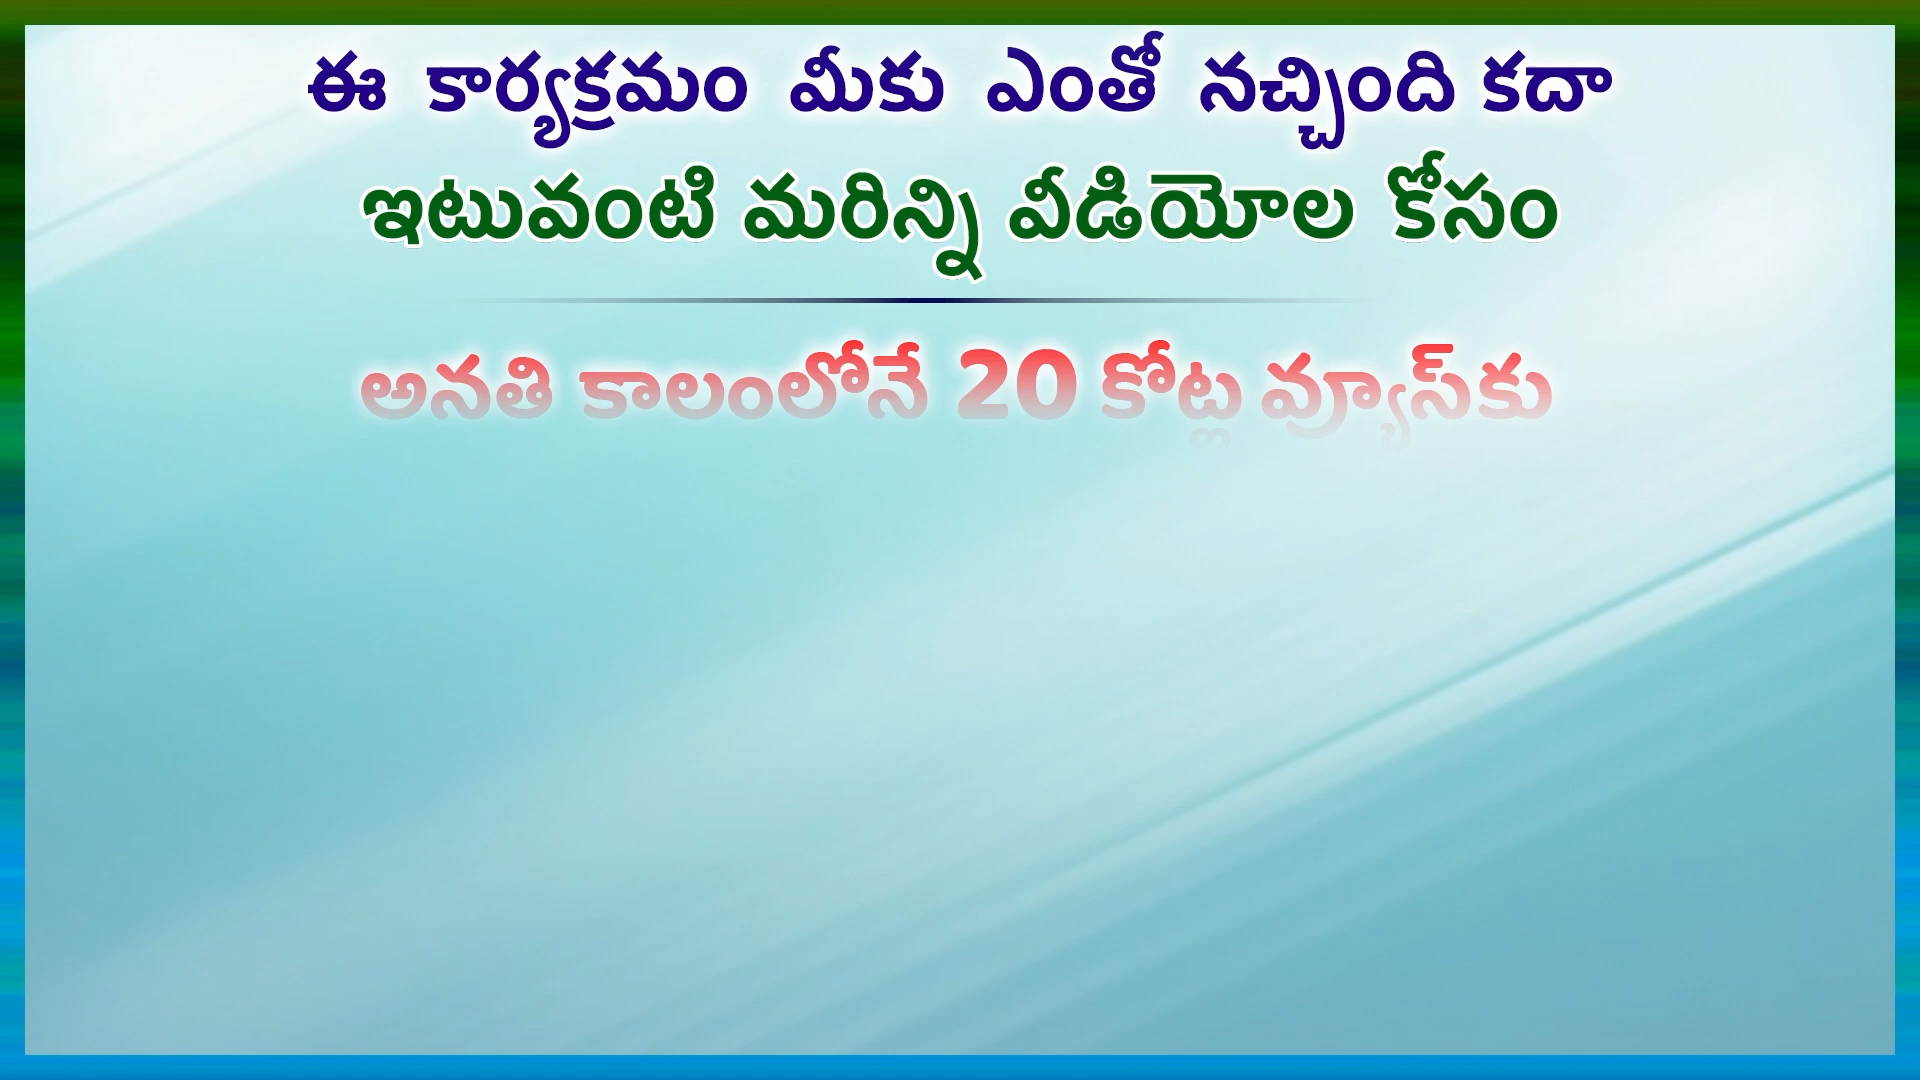 ఈ కార్యక్రమం మీకు ఎంతో నచ్చింది కదా
ఇటువంటి మరిన్ని వీడియోల కోసం
అనతి కాలంలోనే 20 కోట్ల వ్యూస్‌కు